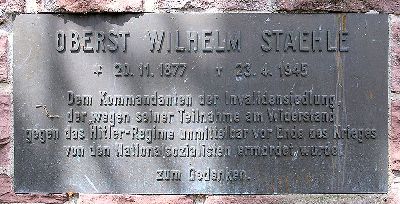 OBERST WILHELM STAEHLE
* 20. 11. 1877 † 23. 4. 1945
Dem Kommandanten der Invalidensiedlung
der wegen seiner Teilnahme am Widerstand
gegen das Hitler-Regime unmittelbar vor Ende des Krieges
von den Nationalsozialisten ermordet wurde.
zum Gedenken.